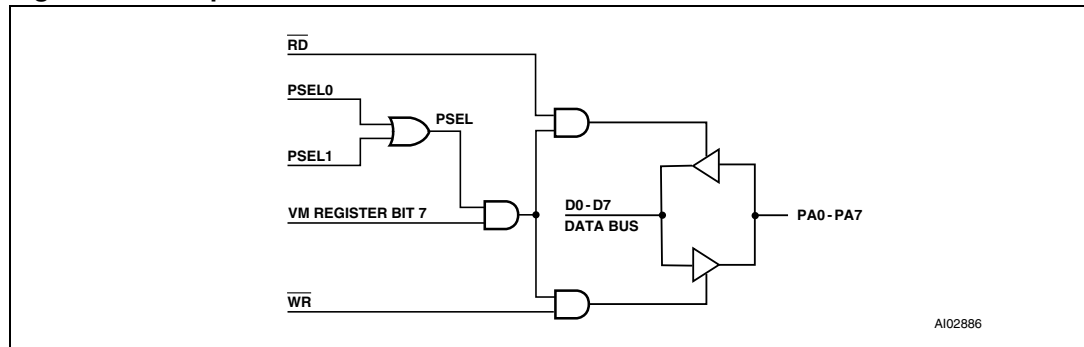 RD
PSEL0
PSEL
PSEL1
VM REGISTER BIT 7
D0-D7
DATA BUS
PA0-PA7
WR
AI02886